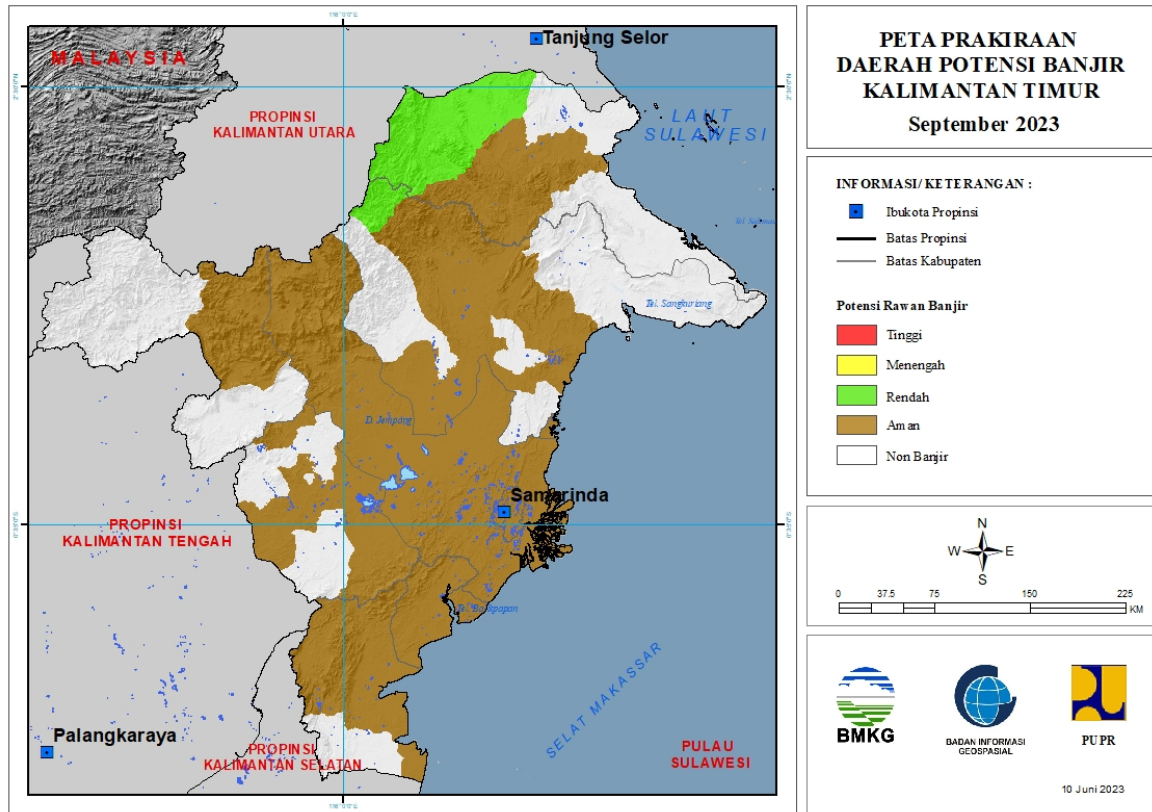 PETA PRAKIRAAN
DAERAH POTENSI BANJIR
KALIMANTAN TIMUR
September 2023
INFORMASI/ KETERANGAN :
Ibukota Propinsi
Batas Propinsi
Batas Kabupaten
Potensi Rawan Banjir
Tinggi
Menengah
Rendah
Aman
Non Banjir
N
W E
S
0 37.5 75 150 225
KM
BMKG
BADAN INFORMASI
GEOSPASIAL
PUPR
10 Juni 2023
MALAYSIA
Tanjung Selor
PROPINSI
KALIMANTAN UTARA
LAUT
SULAWESI
Tel. Sangkuriang
D. Jempang
Samarinda
PROPINSI
KALIMANTAN TENGAH
SELAT MAKASSAR
Palangkaraya
PROPINSI
KALIMANTAN SELATAN
PULAU
SULAWESI